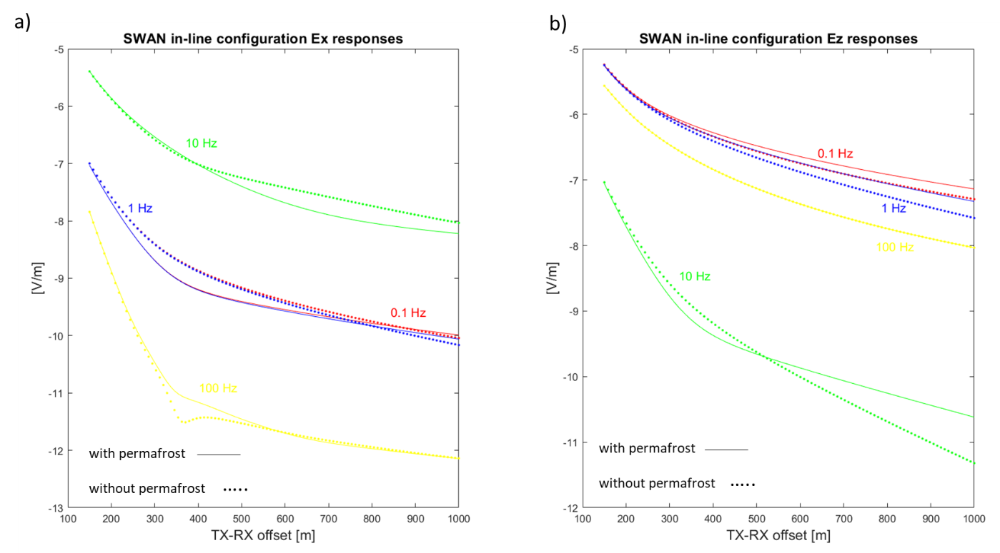 a)
SWAN in-line configuration Ex responses
-5
-6
-7
-8
-9
-10
-11
-12
-13
[V/m]
10 Hz
1 Hz
0.1 Hz
100 Hz
with permafrost
without permafrost
100 200 300 400 500 600 700 800 900 1000
TX-RX offset [m]
b)
SWAN in-line configuration Ez responses
-5
-6
-7
-8
-9
-10
-11
-12
[V/m]
0.1 Hz
1 Hz
100 Hz
10 Hz
with permafrost
without permafrost
100 200 300 400 500 600 700 800 900 1000
TX-RX offset [m]